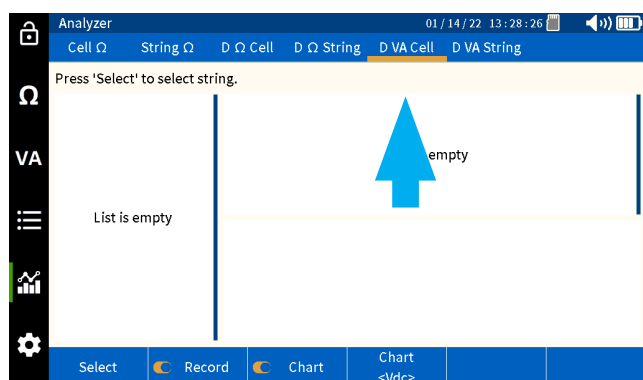 Analyzer 01/14/22 13:28:26
Cell Ω String Ω D Ω Cell D Ω String D VA Cell D VA String
Press 'Select' to select string.
Ω
VA
empty
List is empty
Select Record Chart Chart
<Vdc>